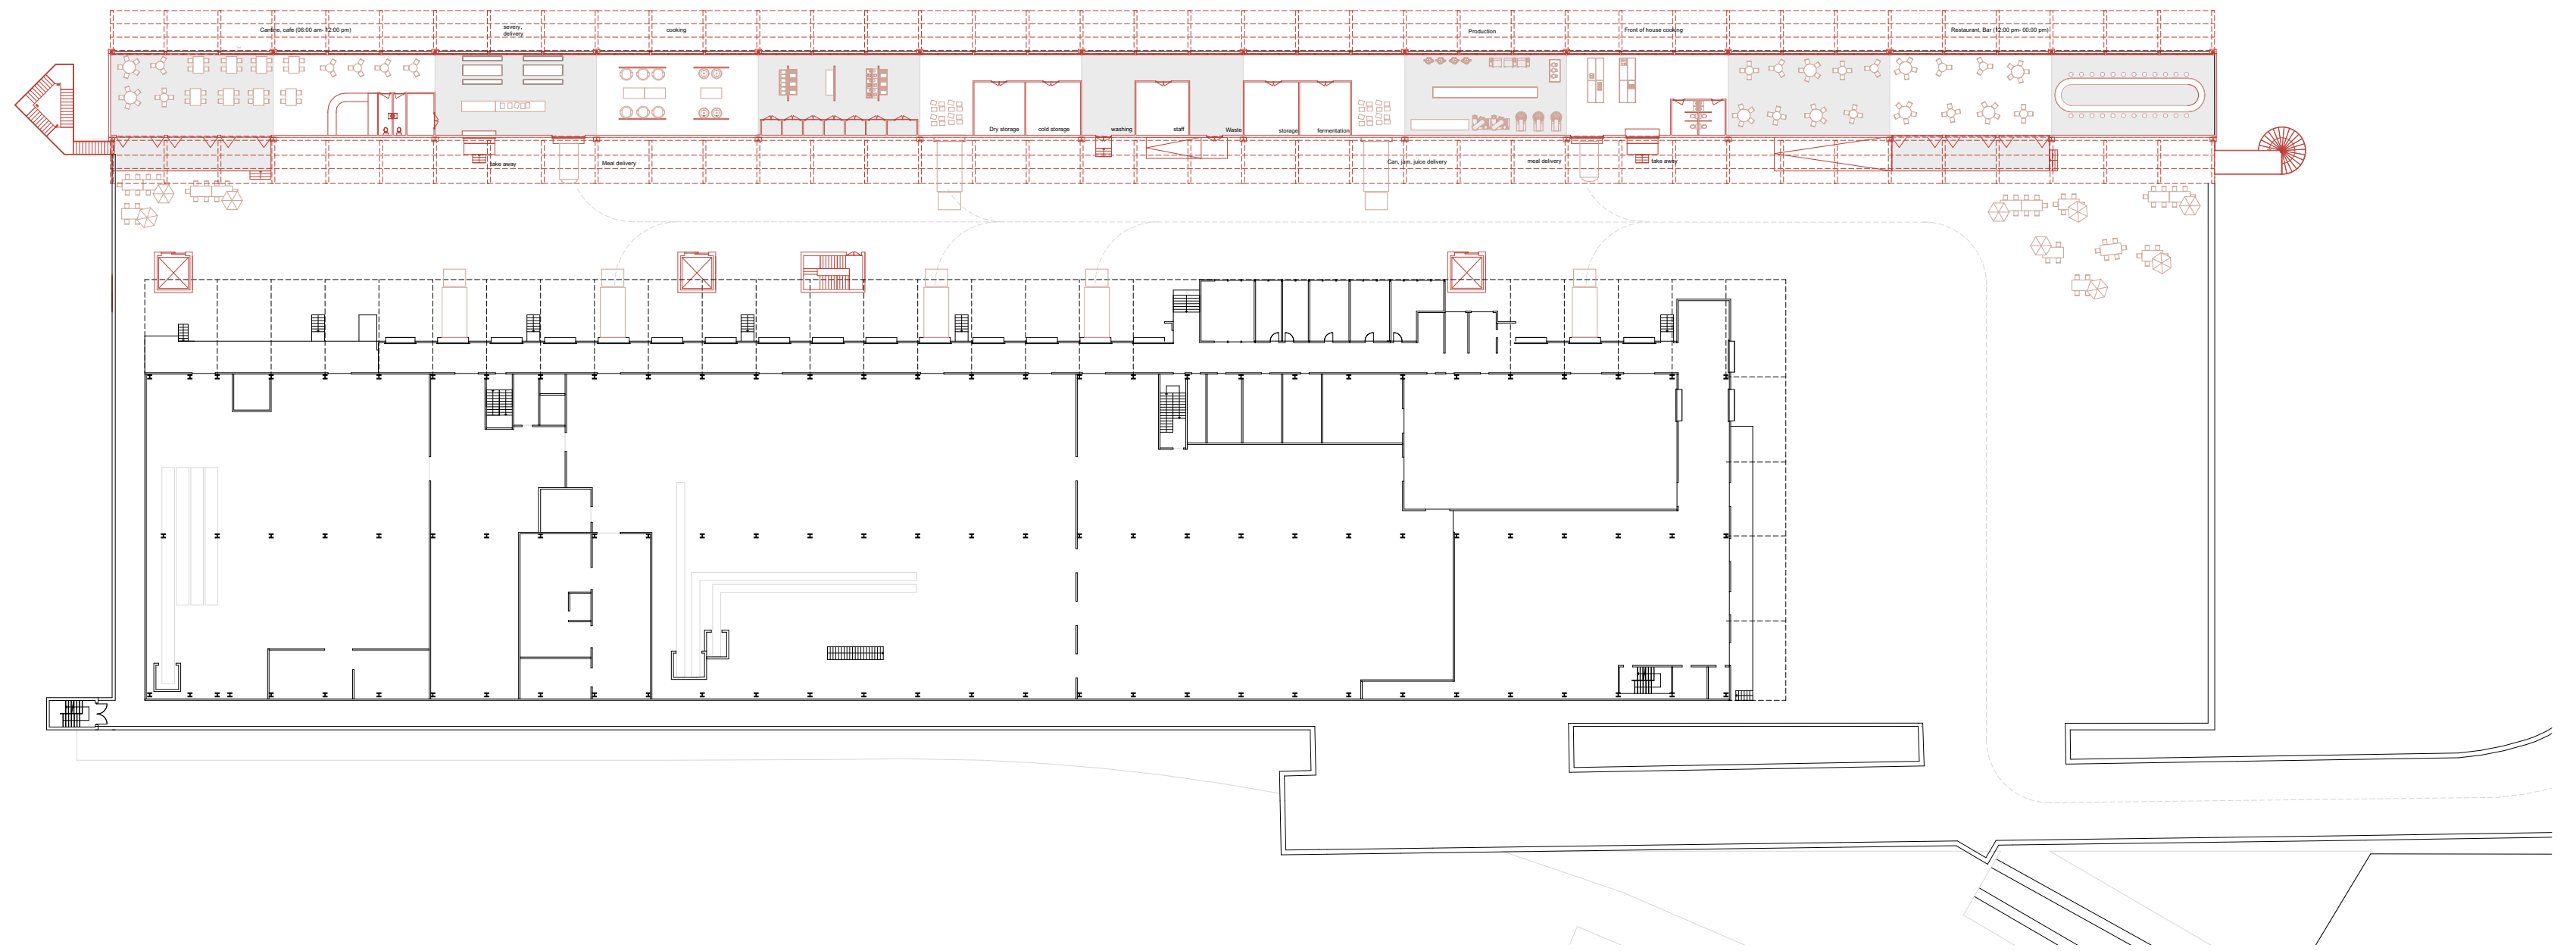 Cantine, cafe (06:00 am- 12:00 pm)
severy,
delivery
cooking
Production
Front of house cooking
Restaurant, Bar (12:00 pm- 00:00 pm)
Dry storage
cold storage
washing
staff
Waste
storage
fermentation
take away
Meal delivery
Can, jam, juice delivery
meal delivery
take away